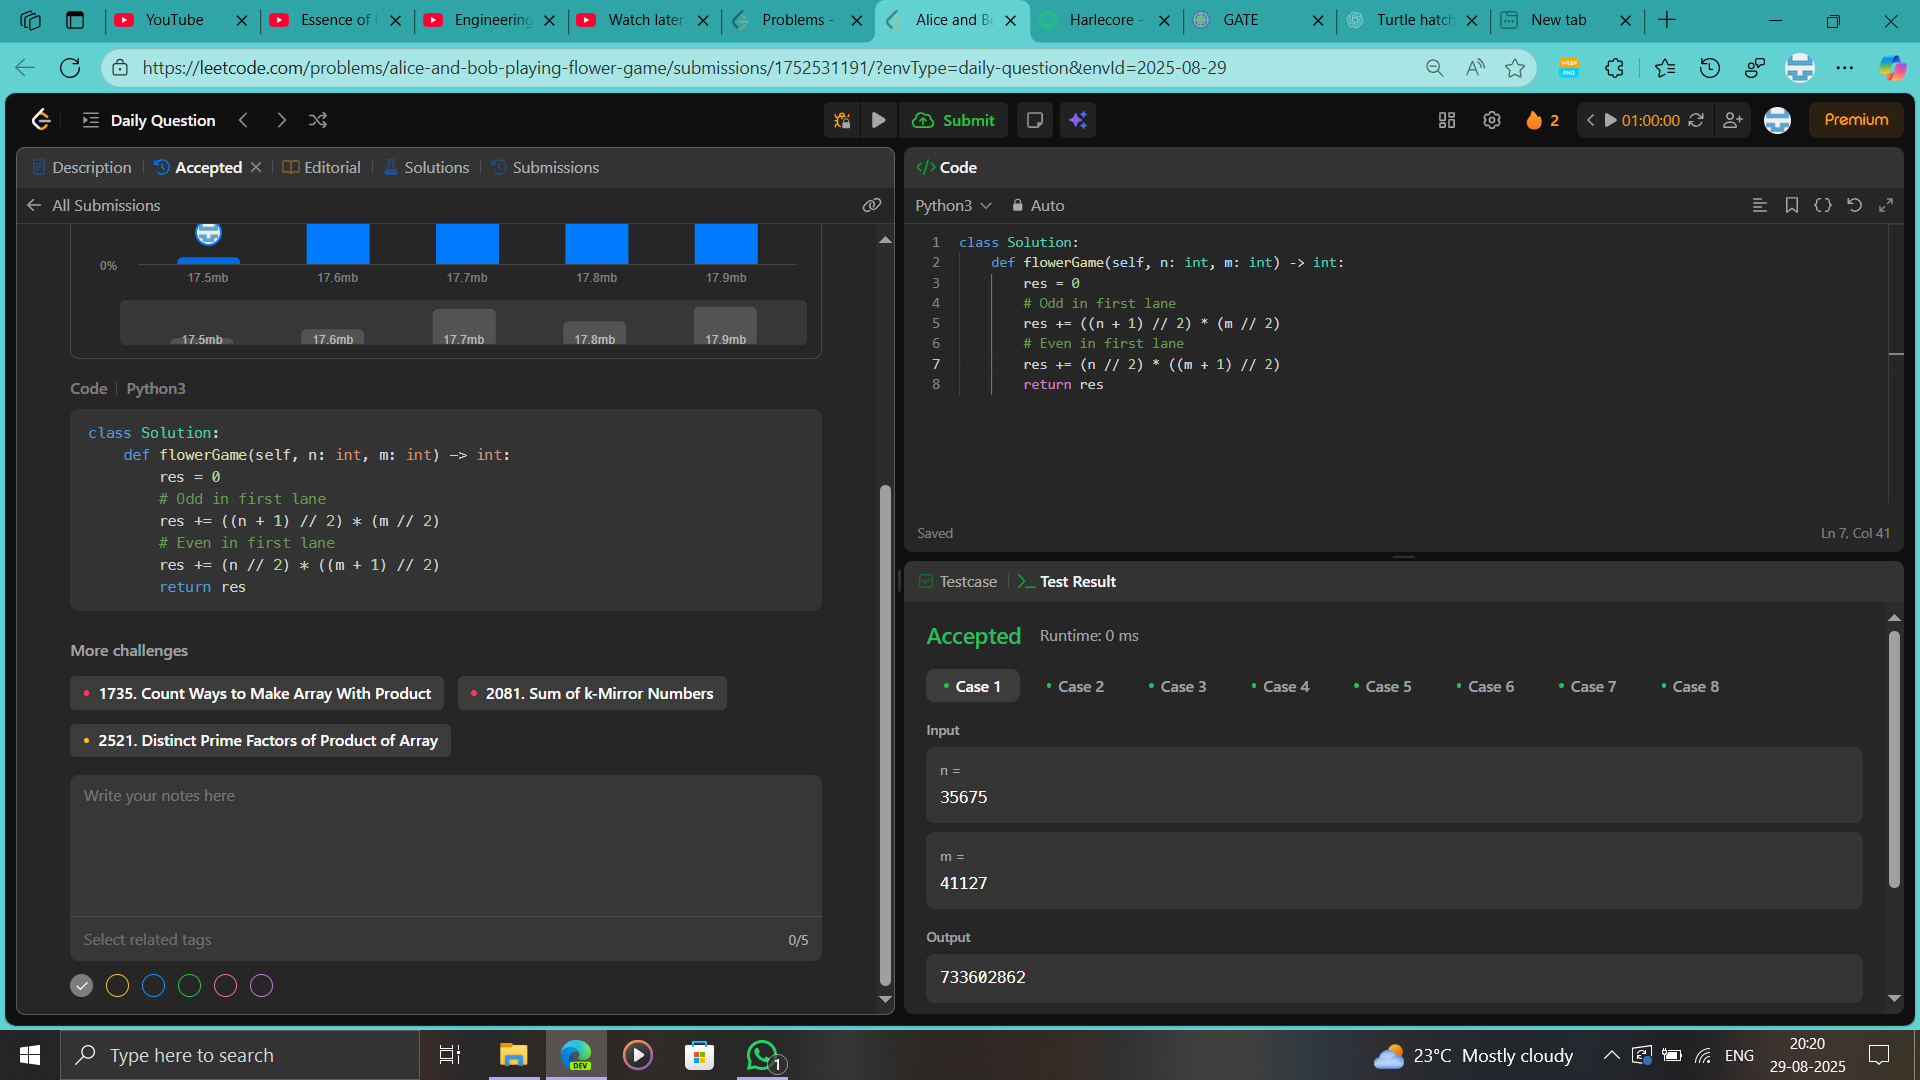 YouTube
Essence of
Engineering
Watch later
Problems -
Alice and Bo
Harlecore -
GATE
Turtle hatch
New tab
https://leetcode.com/problems/alice-and-bob-playing-flower-game/submissions/1752531191/?envType=daily-question&envId=2025-08-29
Daily Question
Submit
2
01:00:00
Premium
Description
Accepted
Editorial
Solutions
Submissions
All Submissions
0%
17.5mb
17.6mb
17.7mb
17.8mb
17.9mb
17.5mb
17.6mb
17.7mb
17.8mb
17.9mb
Code
Python3
class Solution:
def flowerGame(self, n: int, m: int) -> int:
res = 0
# Odd in first lane
res += ((n + 1) // 2) * (m // 2)
# Even in first lane
res += (n // 2) * ((m + 1) // 2)
return res
More challenges
1735. Count Ways to Make Array With Product
2081. Sum of k-Mirror Numbers
2521. Distinct Prime Factors of Product of Array
Write your notes here
Select related tags
0/5
</> Code
Python3
Auto
1 class Solution:
2 def flowerGame(self, n: int, m: int) -> int:
3 res = 0
4 # Odd in first lane
5 res += ((n + 1) // 2) * (m // 2)
6 # Even in first lane
7 res += (n // 2) * ((m + 1) // 2)
8 return res
Saved
Ln 7, Col 41
Testcase
Test Result
Accepted
Runtime: 0 ms
Case 1
Case 2
Case 3
Case 4
Case 5
Case 6
Case 7
Case 8
Input
n =
35675
m =
41127
Output
733602862
Type here to search
DEV
1
23°C Mostly cloudy
ENG
20:20
29-08-2025